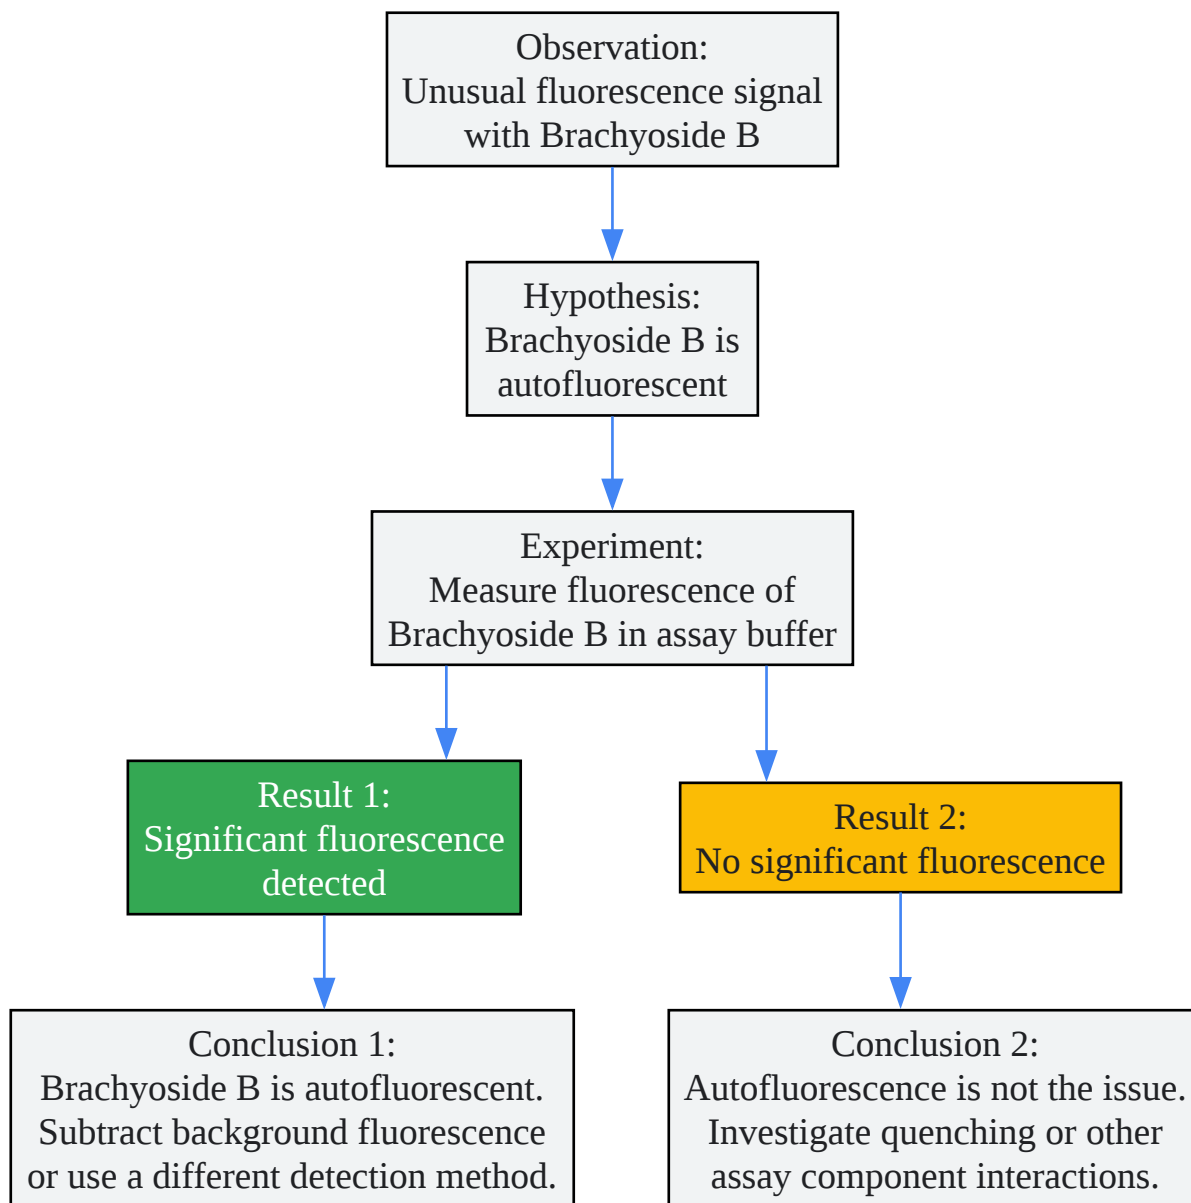 Observation:
Unusual fluorescence signal
with Brachyoside B
Hypothesis:
Brachyoside B is
autofluorescent
Experiment:
Measure fluorescence of
Brachyoside B in assay buffer
Result 1:
Significant fluorescence
detected
Result 2:
No significant fluorescence
Conclusion 1:
Brachyoside B is autofluorescent.
Subtract background fluorescence
or use a different detection method.
Conclusion 2:
Autofluorescence is not the issue.
Investigate quenching or other
assay component interactions.